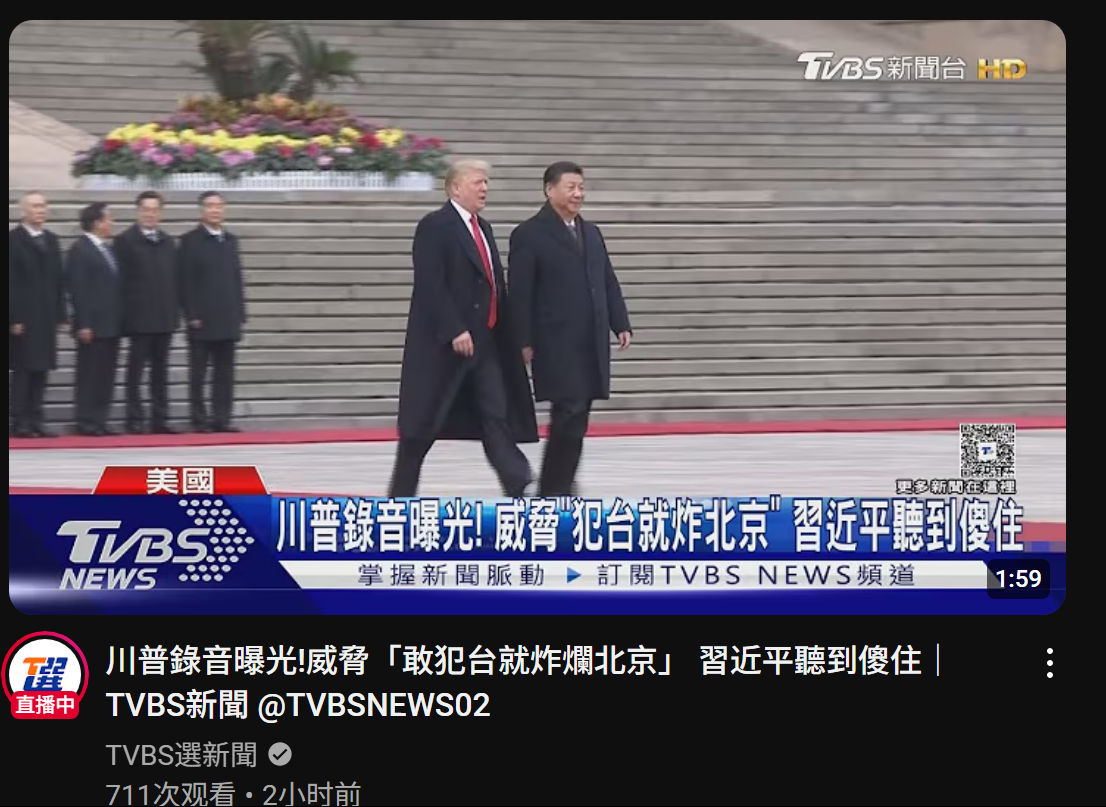 TVBS新聞台 HD
更多新聞在這裡
美國
川普錄音曝光! 威脅"犯台就炸北京" 習近平聽到傻住
TVBS NEWS
掌握新聞脈動 ▶ 訂閱TVBS NEWS頻道
1:59
川普錄音曝光!威脅「敢犯台就炸爛北京」 習近平聽到傻住｜
TVBS新聞 @TVBSNEWS02
T選
直播中
TVBS選新聞
711次观看 • 2小时前